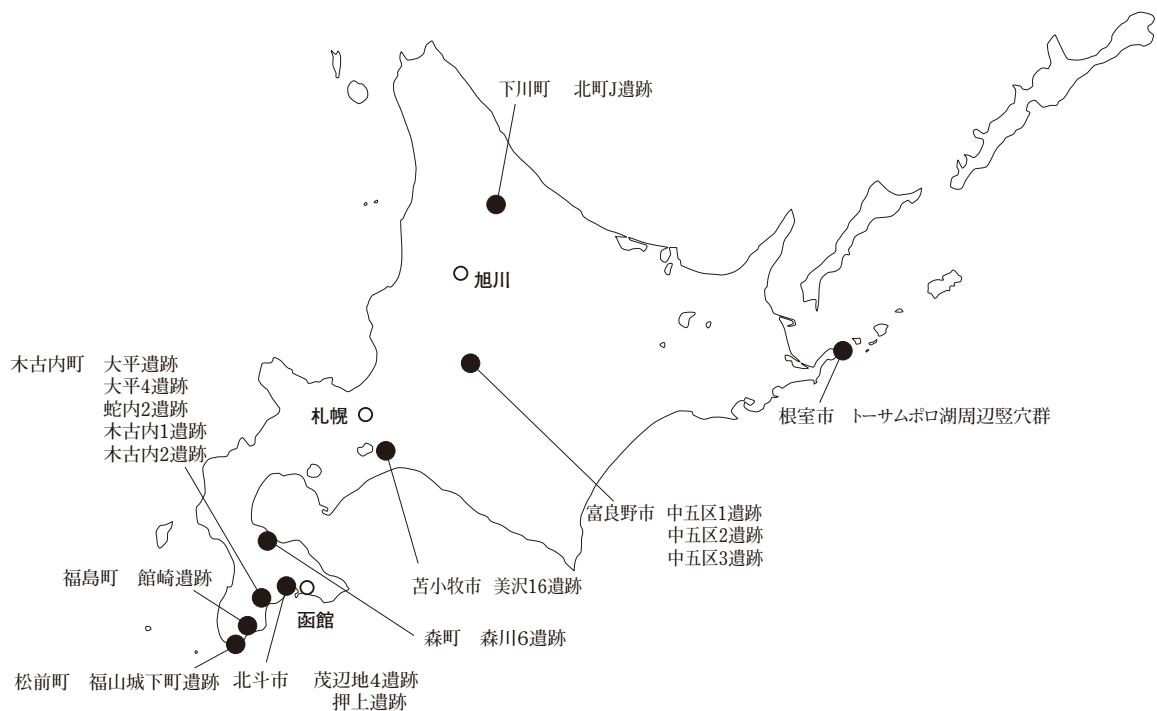 下川町　北町J遺跡
旭川
木古内町　大平遺跡
大平4遺跡
蛇内2遺跡
木古内1遺跡
木古内2遺跡
札幌
根室市　トーサムポロ湖周辺竪穴群
富良野市　中五区1遺跡
中五区2遺跡
中五区3遺跡
福島町　館崎遺跡
苫小牧市　美沢16遺跡
函館
森町　森川6遺跡
松前町　福山城下町遺跡
北斗市　茂辺地4遺跡
押上遺跡